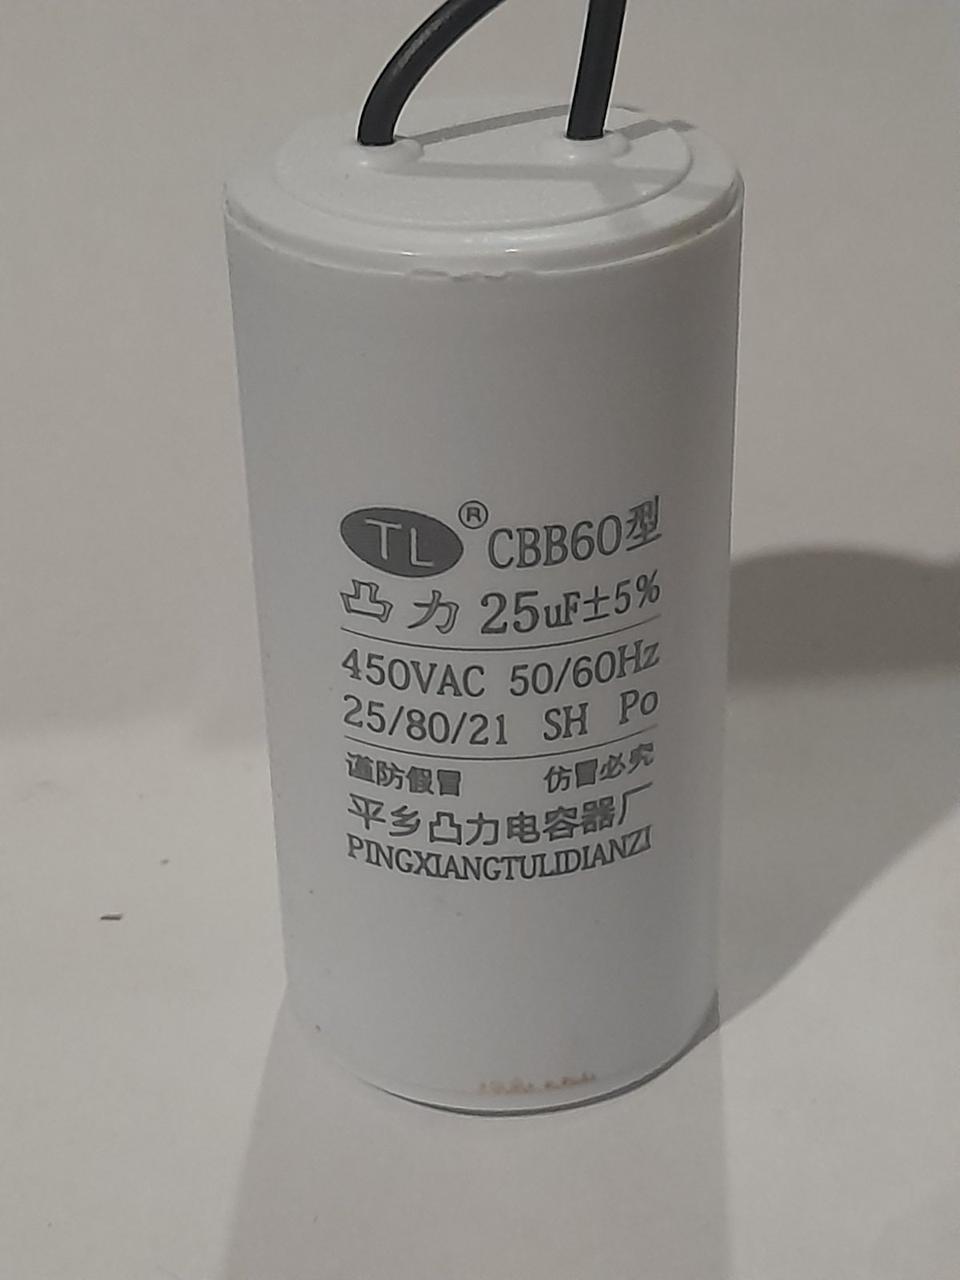 TL® CBB60型
凸力 25uF±5%
450VAC 50/60Hz
25/80/21 SH Po
谨防假冒 仿冒必究
平乡凸力电容器厂
PINGXIANGTULIDIANZI